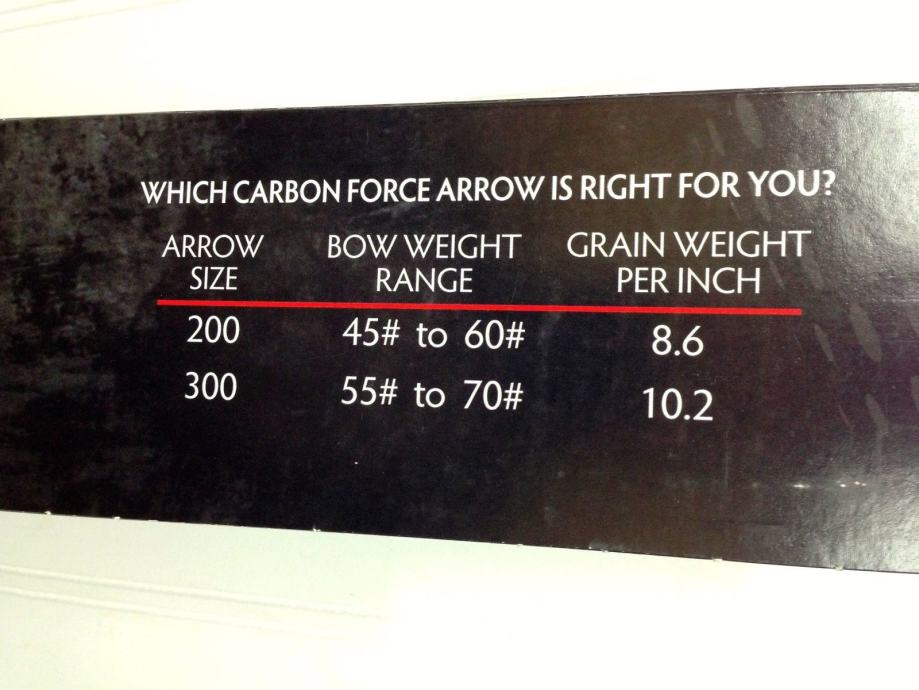 WHICH CARBON FORCE ARROW IS RIGHT FOR YOU?
ARROW SIZE BOW WEIGHT RANGE GRAIN WEIGHT PER INCH
200 45# to 60# 8.6
300 55# to 70# 10.2